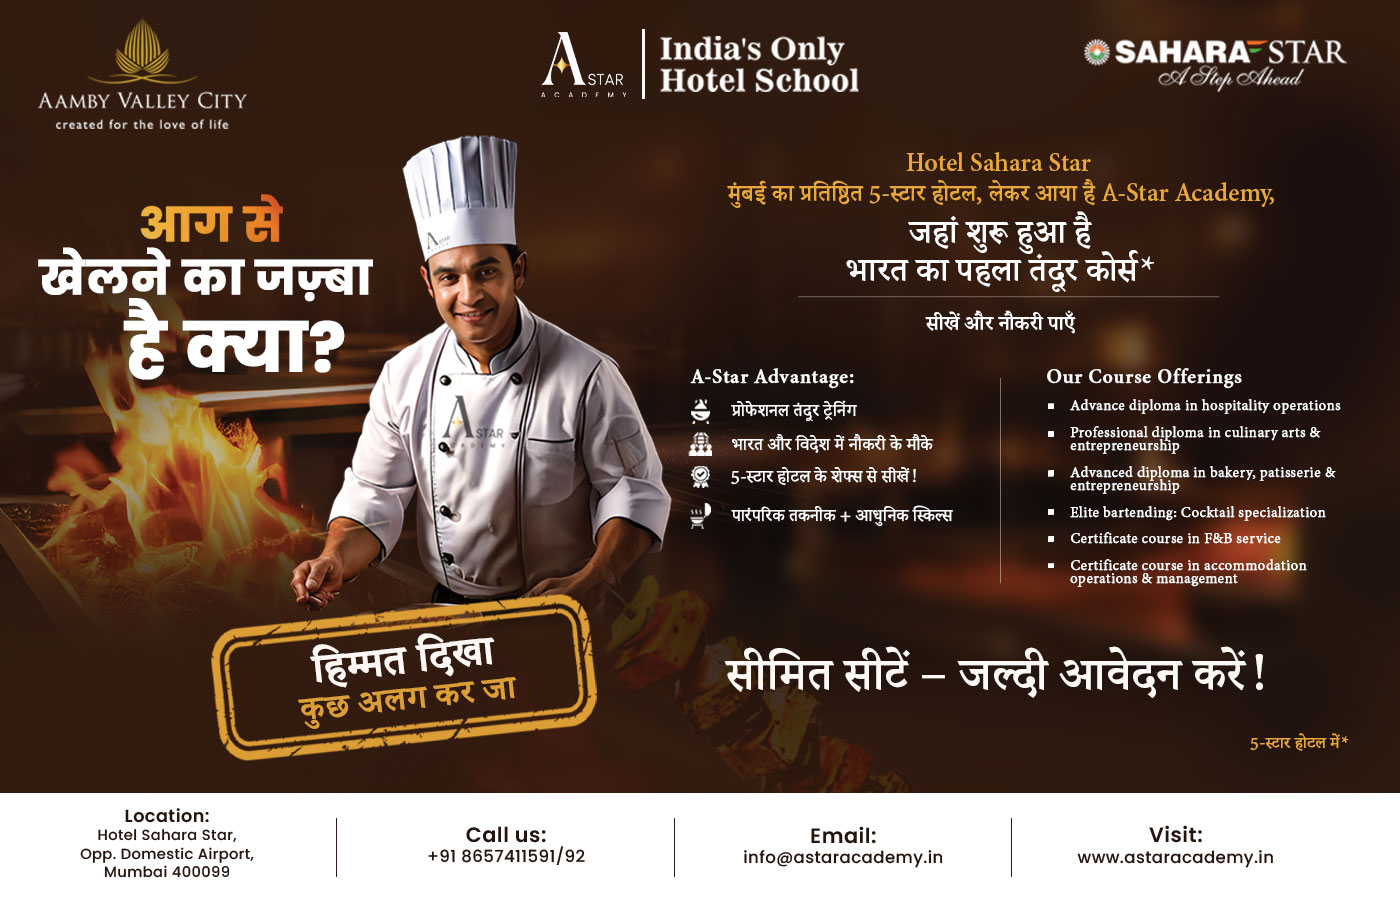 AAMBY VALLEY CITY
created for the love of life
A STAR
ACADEMY
India's Only
Hotel School
SAHARA STAR
A Step Ahead
आग से
खेलने का जज़्बा
है क्या?
Hotel Sahara Star
मुंबई का प्रतिष्ठित 5-स्टार होटल, लेकर आया है A-Star Academy,
जहां शुरू हुआ है
भारत का पहला तंदूर कोर्स*
सीखें और नौकरी पाएँ
A-Star Advantage:
प्रोफेशनल तंदूर ट्रेनिंग
भारत और विदेश में नौकरी के मौके
5-स्टार होटल के शेफ्स से सीखें!
पारंपरिक तकनीक + आधुनिक स्किल्स
Our Course Offerings
Advance diploma in hospitality operations
Professional diploma in culinary arts &
entrepreneurship
Advanced diploma in bakery, patisserie &
entrepreneurship
Elite bartending: Cocktail specialization
Certificate course in F&B service
Certificate course in accommodation
operations & management
A STAR
ACADEMY
हिम्मत दिखा
कुछ अलग कर जा
सीमित सीटें – जल्दी आवेदन करें!
5-स्टार होटल में*
Location:
Hotel Sahara Star,
Opp. Domestic Airport,
Mumbai 400099
Call us:
+91 8657411591/92
Email:
info@astaracademy.in
Visit:
www.astaracademy.in